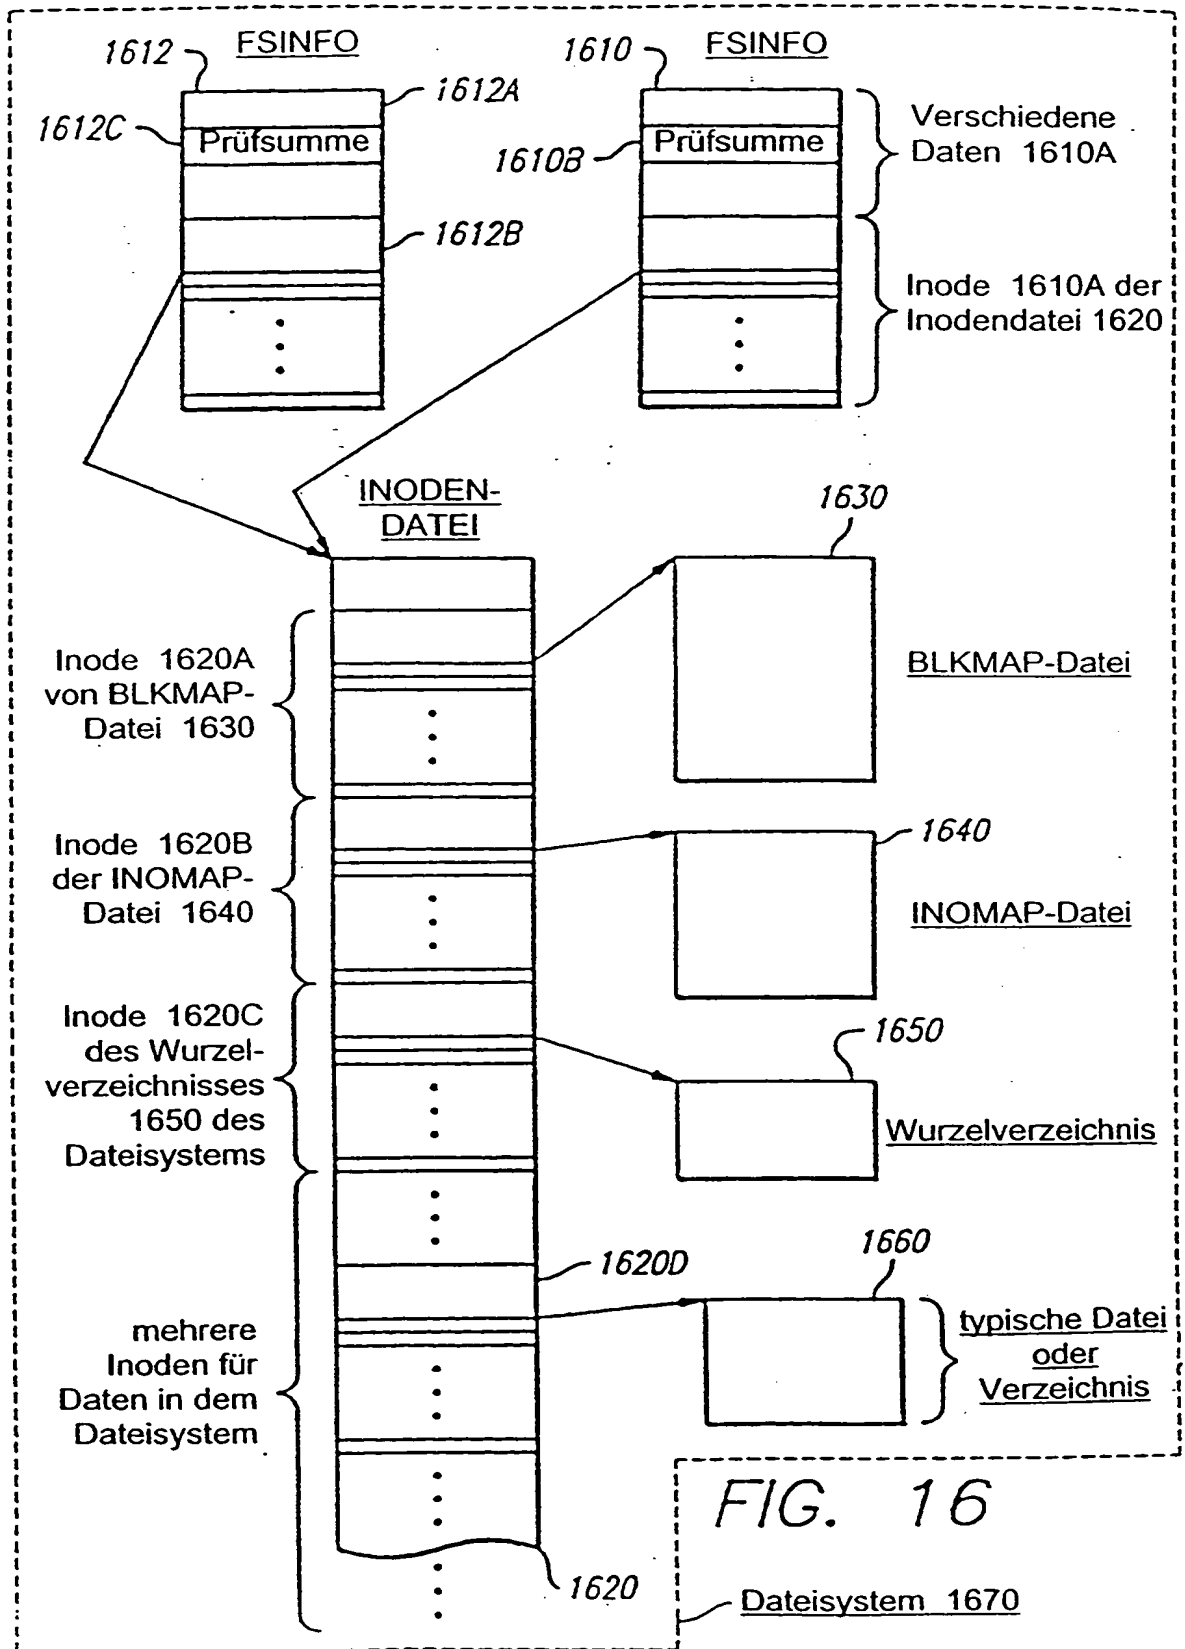 1612
FSINFO
1612A
1612C
Prüfsumme
1612B
1610
FSINFO
1610B
Prüfsumme
Verschiedene
Daten 1610A
Inode 1610A der
Inodendatei 1620
INODEN-
DATEI
1630
Inode 1620A
von BLKMAP-
Datei 1630
BLKMAP-Datei
Inode 1620B
der INOMAP-
Datei 1640
1640
INOMAP-Datei
Inode 1620C
des Wurzel-
verzeichnisses
1650 des
Dateisystems
1650
Wurzelverzeichnis
1620D
1660
mehrere
Inoden für
Daten in dem
Dateisystem
typische Datei
oder
Verzeichnis
1620
FIG. 16
Dateisystem 1670